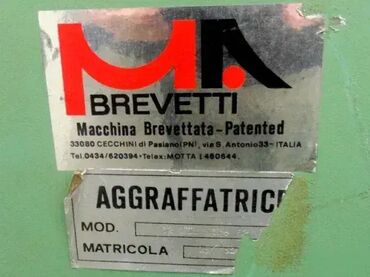 MA
BREVETTI
Macchina Brevettata-Patented
33080 CECCHINI di Pasiano(PN), via S. Antonio 33-ITALIA
Tel.0434/620394·Telex:MOTTA I 460644.
AGGRAFFATRICE
MOD.
MATRICOLA